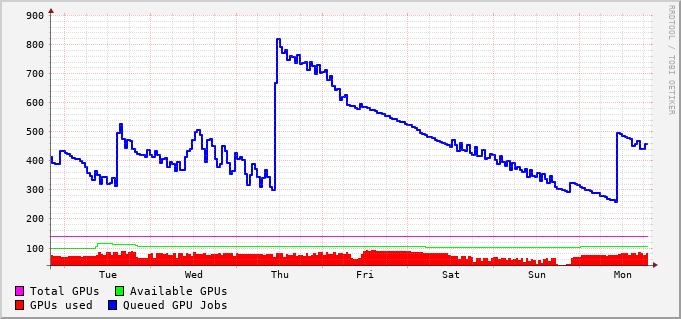 900
800
700
600
500
400
300
200
100
Tue Wed Thu Fri Sat Sun Mon
Total GPUs Available GPUs
GPUs used Queued GPU Jobs
RRDTOOL / TOBI OETIKER